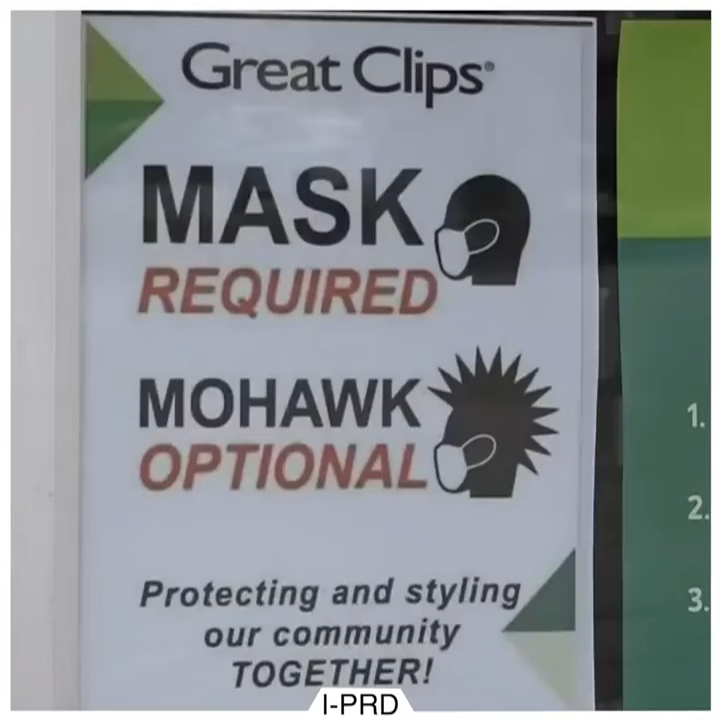 Great Clips®
MASK
REQUIRED
MOHAWK
OPTIONAL
Protecting and styling
our community
TOGETHER!
1.
2.
3.
I-PRD